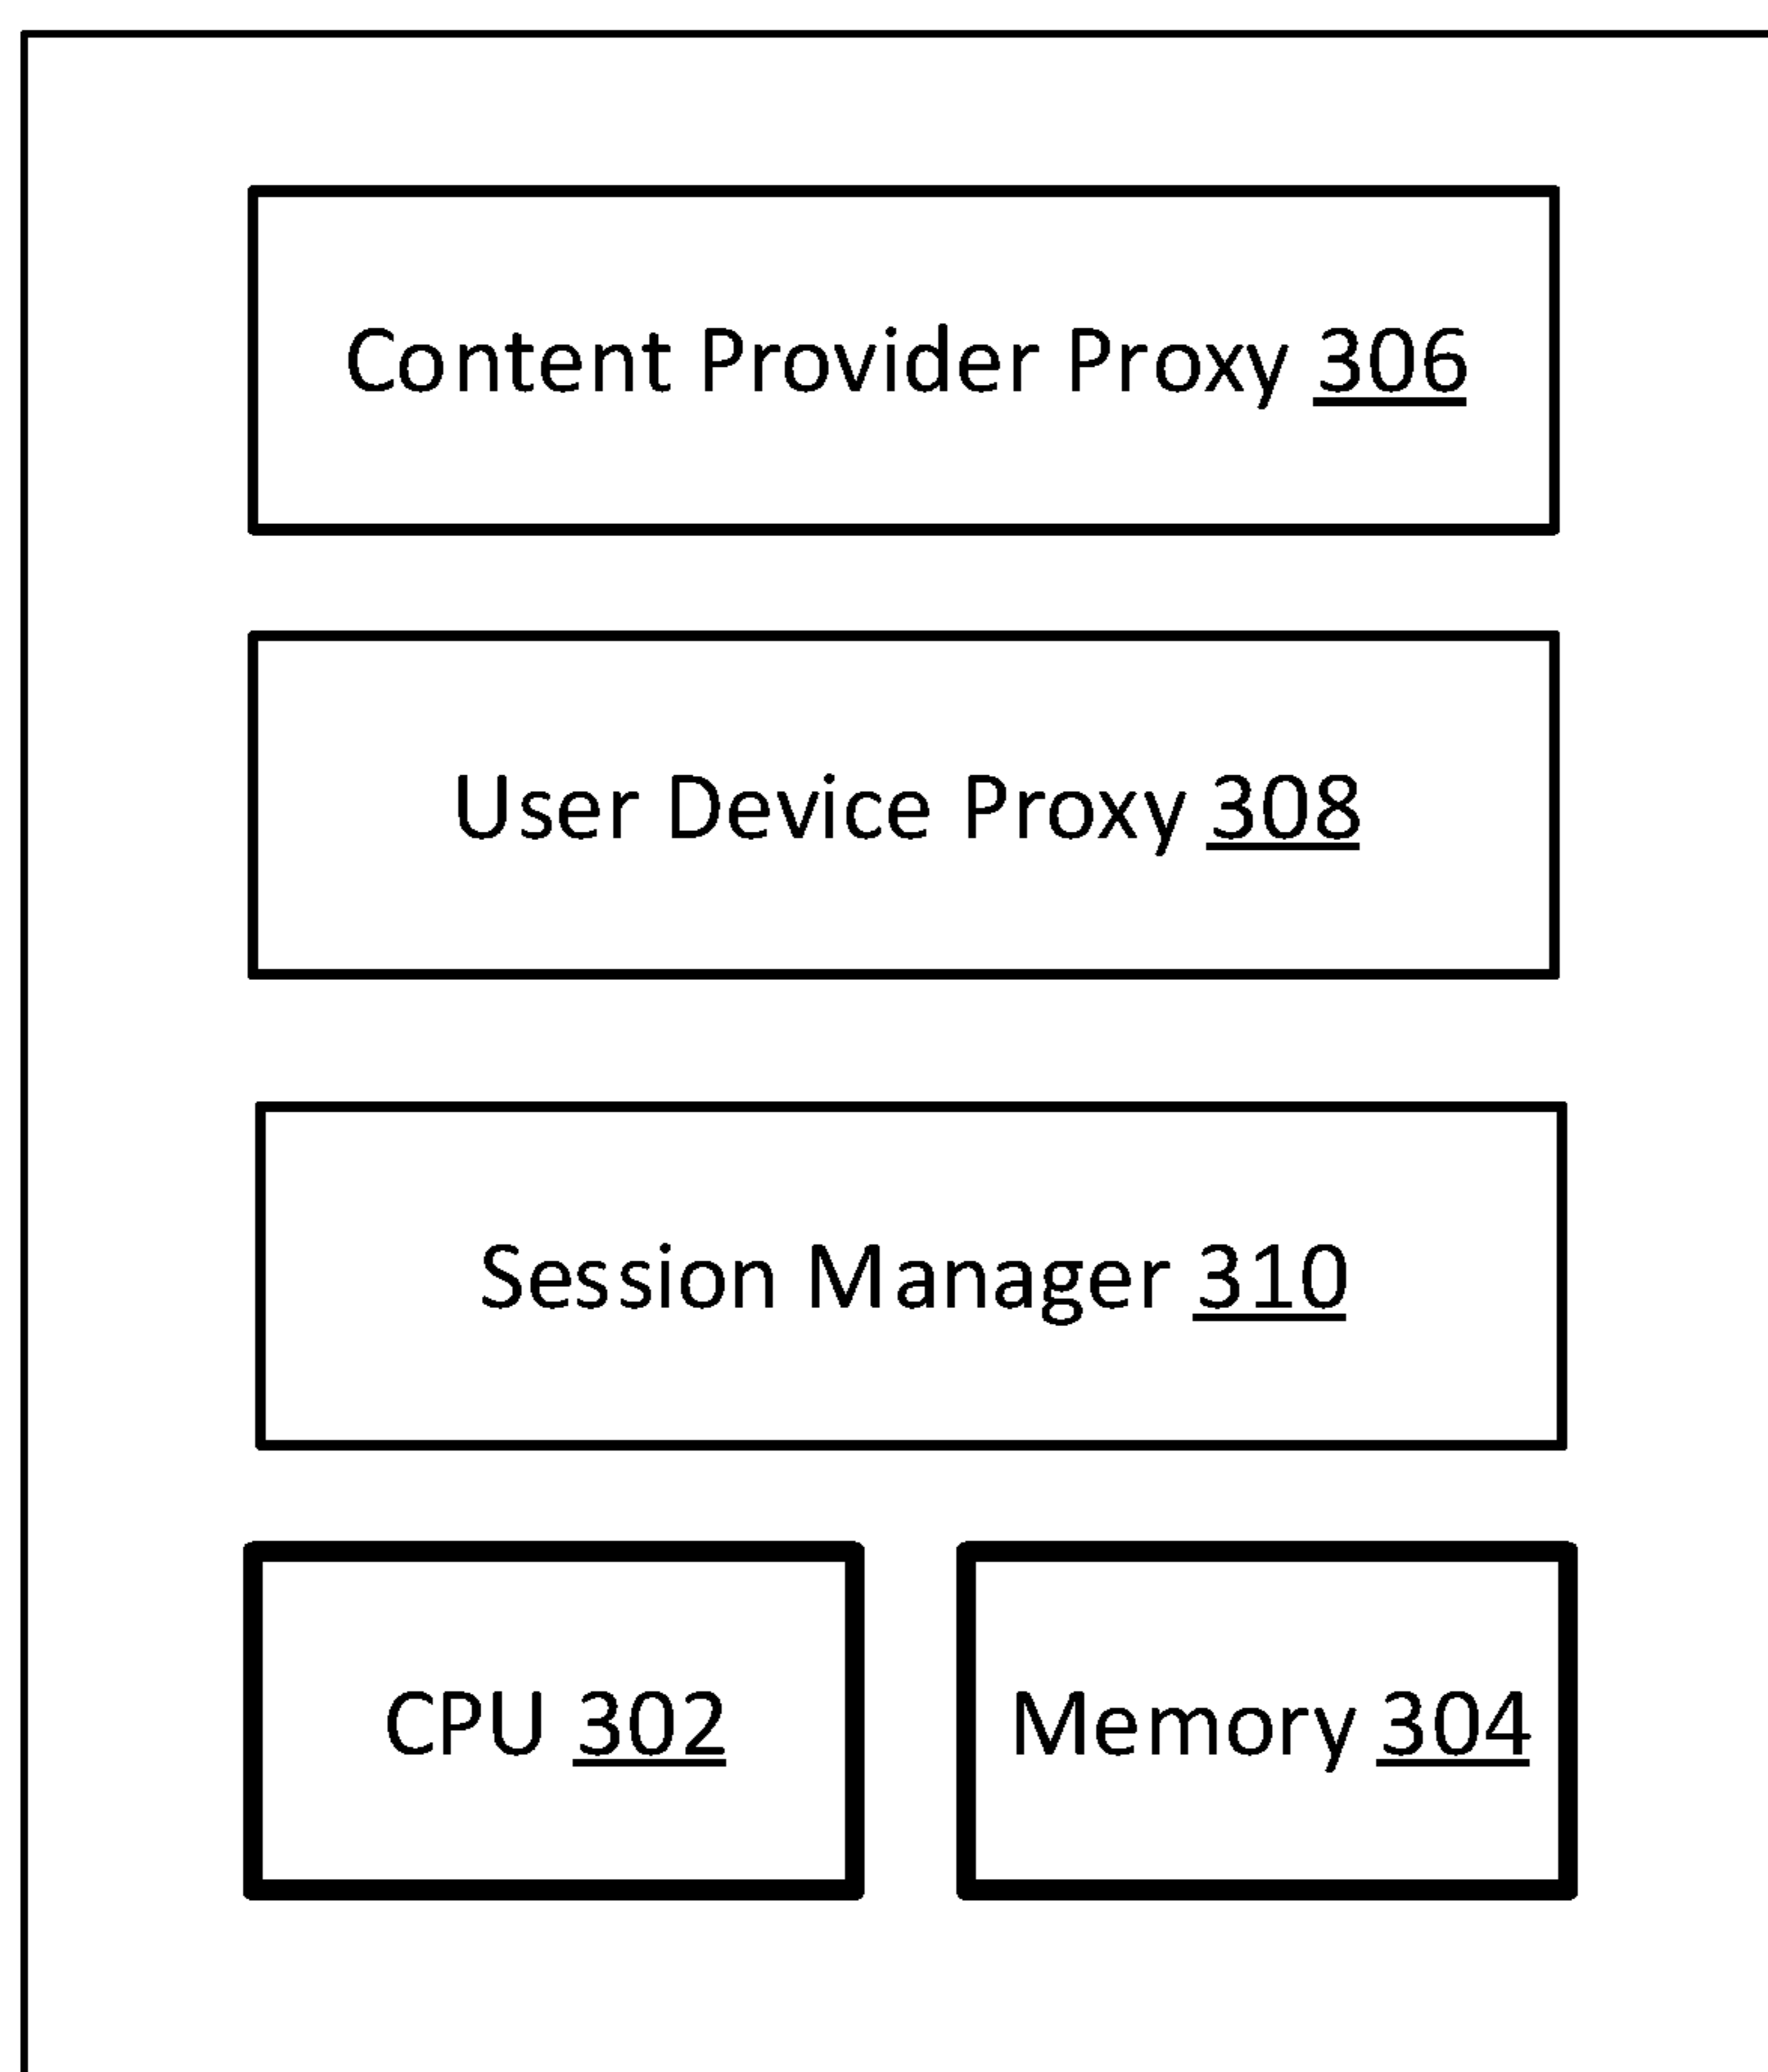 Content Provider Proxy 306
User Device Proxy 308
Session Manager 310
CPU 302
Memory 304